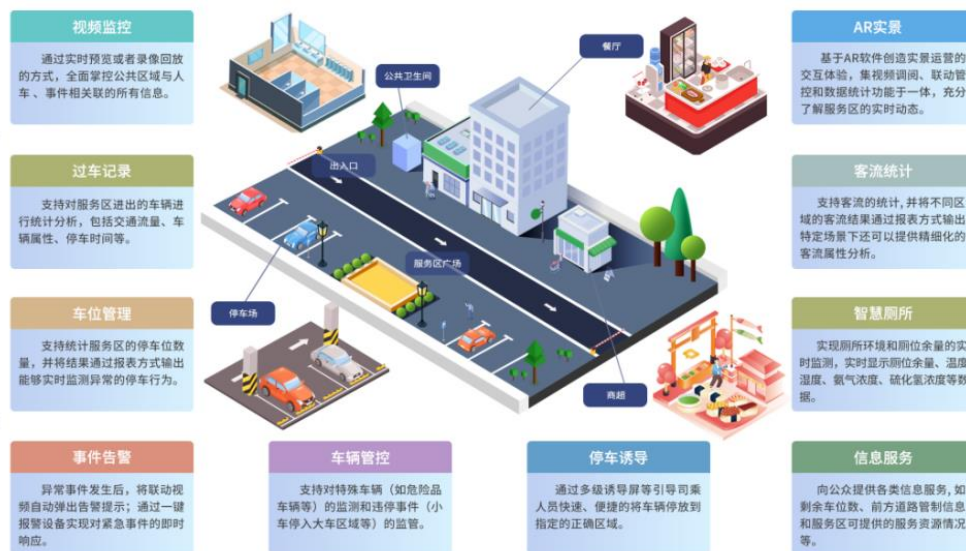 视频监控
通过实时预览或者录像回放
的方式，全面掌控公共区域与人
车 、事件相关联的所有信息。
过车记录
支持对服务区进出的车辆进
行统计分析，包括交通流量、车
辆属性、停车时间等。
车位管理
支持统计服务区的停车位数
量，并将结果通过报表方式输出
能够实时监测异常的停车行为。
公共卫生间
餐厅
出入口
服务区广场
停车场
商超
AR实景
基于AR软件创造实景运营的
交互体验，集视频调阅、联动管
控和数据统计功能于一体，充分
了解服务区的实时动态。
客流统计
支持客流的统计, 并将不同区
域的客流结果通过报表方式输出
特定场景下还可以提供精细化的
客流属性分析。
智慧厕所
实现厕所环境和厕位余量的实
时监测，实时显示厕位余量、温度
湿度、氨气浓度、硫化氢浓度等数
据。
事件告警
异常事件发生后，将联动视
频自动弹出告警提示；通过一键
报警设备实现对紧急事件的即时
响应。
车辆管控
支持对特殊车辆（如危险品
车辆等）的监测和违停事件（小
车停入大车区域等）的监管。
停车诱导
通过多级诱导屏等引导司乘
人员快速、便捷的将车辆停放到
指定的正确区域。
信息服务
向公众提供各类信息服务, 如
剩余车位数、前方道路管制信息
和服务区可提供的服务资源情况
等。